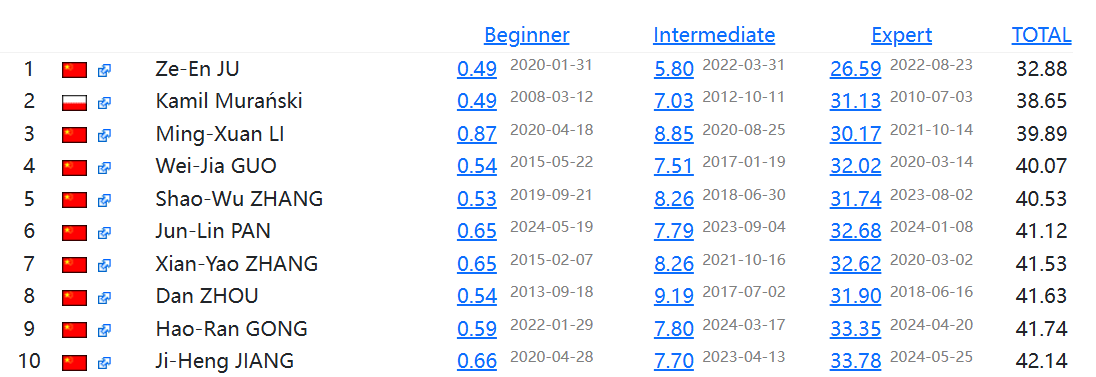 Beginner Intermediate Expert TOTAL
1 Ze-En JU 0.49 2020-01-31 5.80 2022-03-31 26.59 2022-08-23 32.88
2 Kamil Murański 0.49 2008-03-12 7.03 2012-10-11 31.13 2010-07-03 38.65
3 Ming-Xuan LI 0.87 2020-04-18 8.85 2020-08-25 30.17 2021-10-14 39.89
4 Wei-Jia GUO 0.54 2015-05-22 7.51 2017-01-19 32.02 2020-03-14 40.07
5 Shao-Wu ZHANG 0.53 2019-09-21 8.26 2018-06-30 31.74 2023-08-02 40.53
6 Jun-Lin PAN 0.65 2024-05-19 7.79 2023-09-04 32.68 2024-01-08 41.12
7 Xian-Yao ZHANG 0.65 2015-02-07 8.26 2021-10-16 32.62 2020-03-02 41.53
8 Dan ZHOU 0.54 2013-09-18 9.19 2017-07-02 31.90 2018-06-16 41.63
9 Hao-Ran GONG 0.59 2022-01-29 7.80 2024-03-17 33.35 2024-04-20 41.74
10 Ji-Heng JIANG 0.66 2020-04-28 7.70 2023-04-13 33.78 2024-05-25 42.14